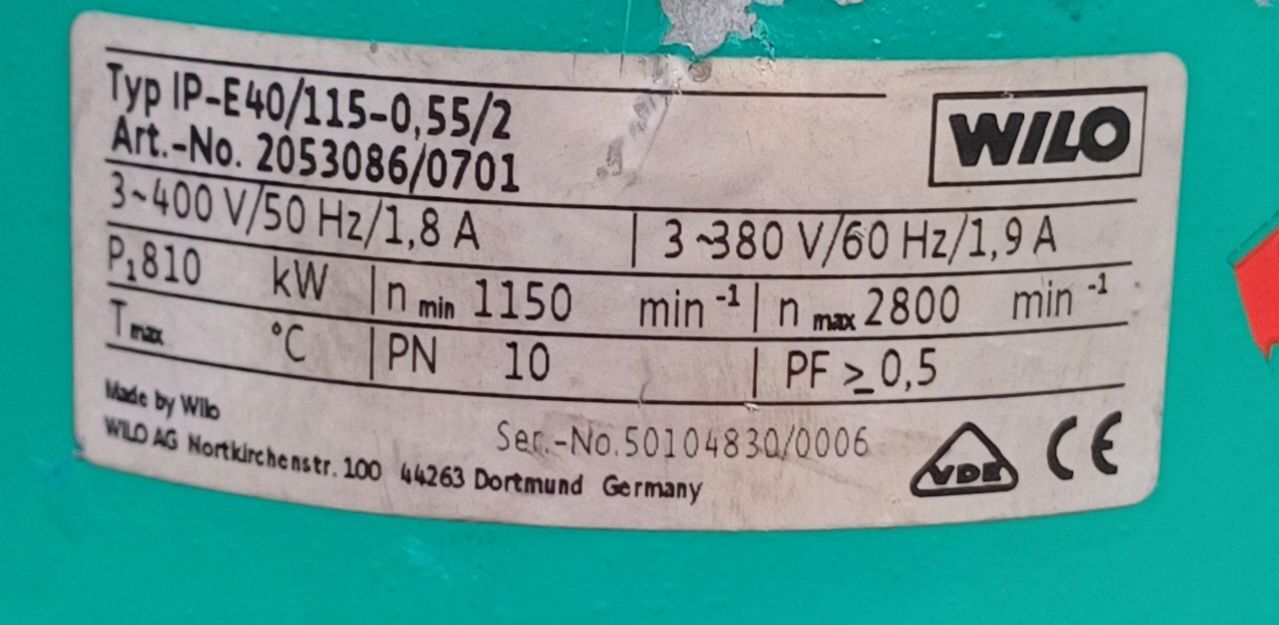 Typ IP-E40/115-0,55/2
WILO
Art.-No. 2053086/0701
3~400 V/50 Hz/1,8 A | 3~380 V/60 Hz/1,9 A
P₁810 kW | n min 1150 min ⁻¹ | n max 2800 min ⁻¹
Tmax °C | PN 10 | PF ≥ 0,5
Made by Wilo
Ser.-No.50104830/0006
WILO AG Nortkirchenstr. 100 44263 Dortmund Germany
VDE CE